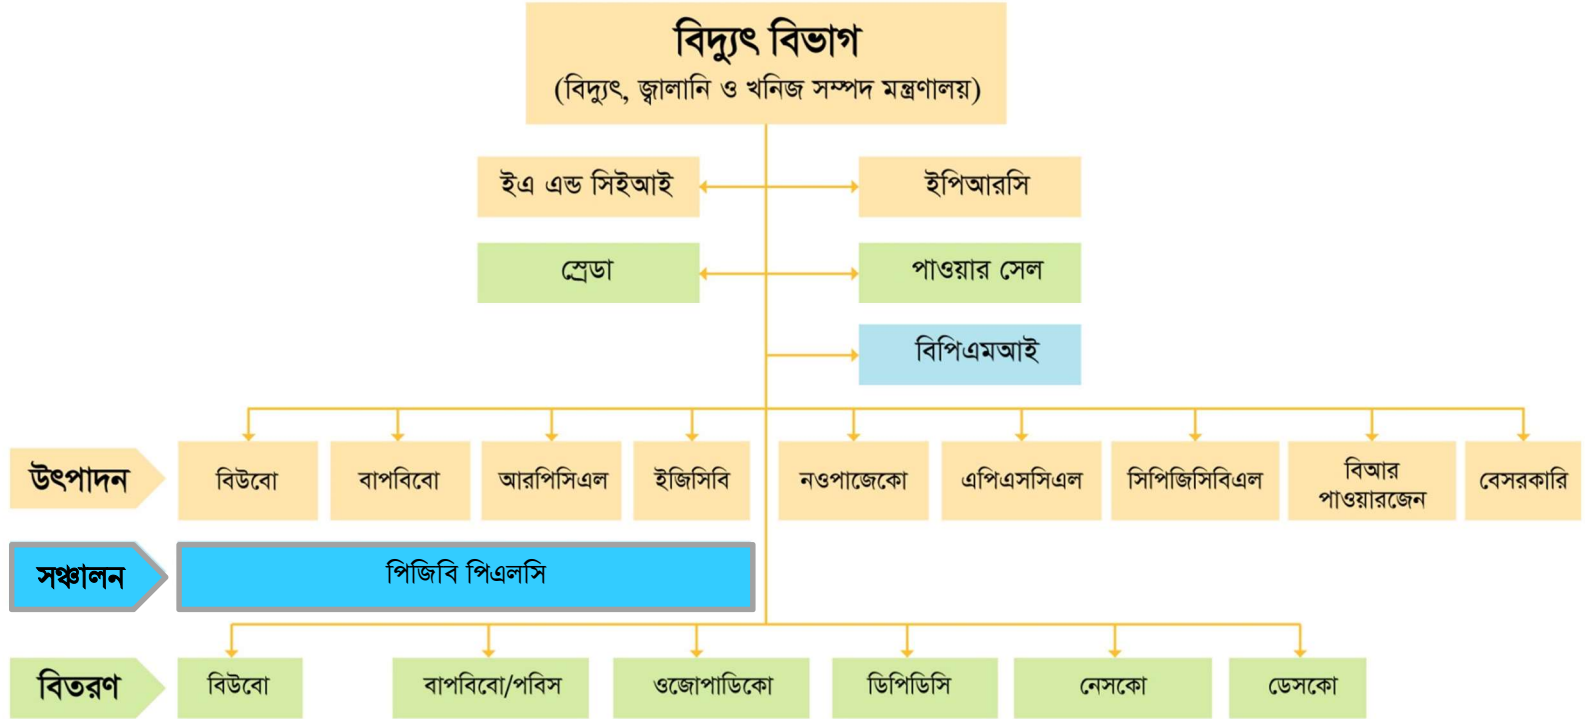 বিদ্যুৎ বিভাগ
(বিদ্যুৎ, জ্বালানি ও খনিজ সম্পদ মন্ত্রণালয়)
ইএ এন্ড সিইআই
ইপিআরসি
স্রেডা
পাওয়ার সেল
বিপিএমআই
উৎপাদন
বিউবো
বাপবিবো
আরপিসিএল
ইজিসিবি
নওপাজেকো
এপিএসসিএল
সিপিজিসিবিএল
বিআর
পাওয়ারজেন
বেসরকারি
সঞ্চালন
পিজিবি পিএলসি
বিতরণ
বিউবো
বাপবিবো/পবিস
ওজোপাডিকো
ডিপিডিসি
নেসকো
ডেসকো